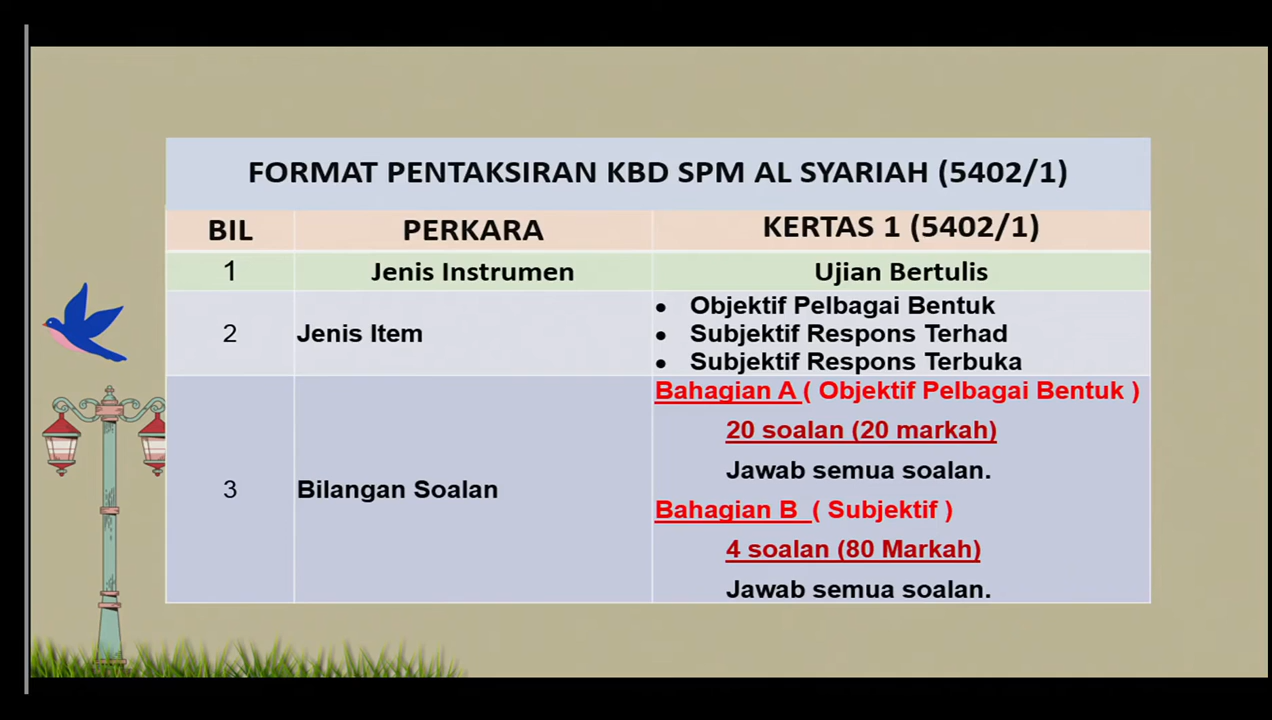 FORMAT PENTAKSIRAN KBD SPM AL SYARIAH (5402/1)
BIL
PERKARA
KERTAS 1 (5402/1)
1
Jenis Instrumen
Ujian Bertulis
2
Jenis Item
• Objektif Pelbagai Bentuk
• Subjektif Respons Terhad
• Subjektif Respons Terbuka
3
Bilangan Soalan
Bahagian A ( Objektif Pelbagai Bentuk )
20 soalan (20 markah)
Jawab semua soalan.
Bahagian B ( Subjektif )
4 soalan (80 Markah)
Jawab semua soalan.